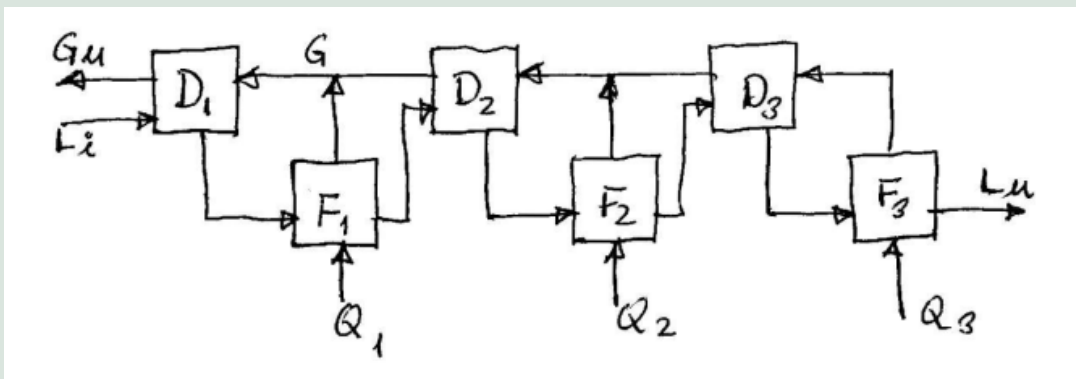 Gu
G
D₁
D₂
D₃
Li
F₁
F₂
F₃
Lu
Q₁
Q₂
Q₃